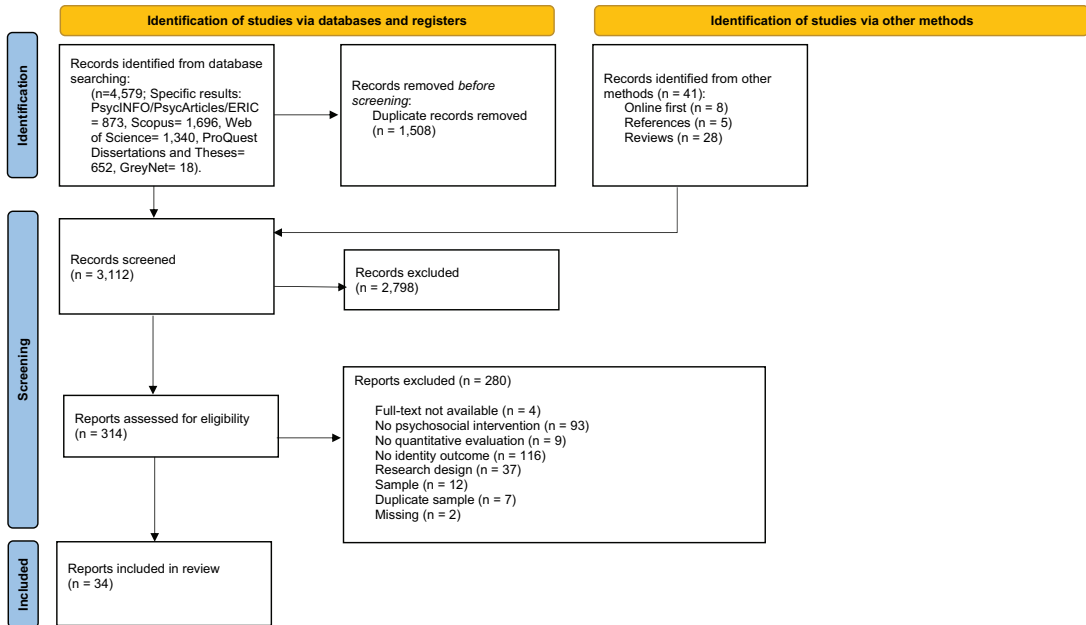 Identification of studies via databases and registers
Identification of studies via other methods
Identification
Records identified from database
searching:
(n=4,579; Specific results:
PsycINFO/PsycArticles/ERIC
= 873, Scopus= 1,696, Web
of Science= 1,340, ProQuest
Dissertations and Theses=
652, GreyNet= 18).
Records removed before
screening:
Duplicate records removed
(n = 1,508)
Records identified from other
methods (n = 41):
Online first (n = 8)
References (n = 5)
Reviews (n = 28)
Screening
Records screened
(n = 3,112)
Records excluded
(n = 2,798)
Reports assessed for eligibility
(n = 314)
Reports excluded (n = 280)
Full-text not available (n = 4)
No psychosocial intervention (n = 93)
No quantitative evaluation (n = 9)
No identity outcome (n = 116)
Research design (n = 37)
Sample (n = 12)
Duplicate sample (n = 7)
Missing (n = 2)
Included
Reports included in review
(n = 34)